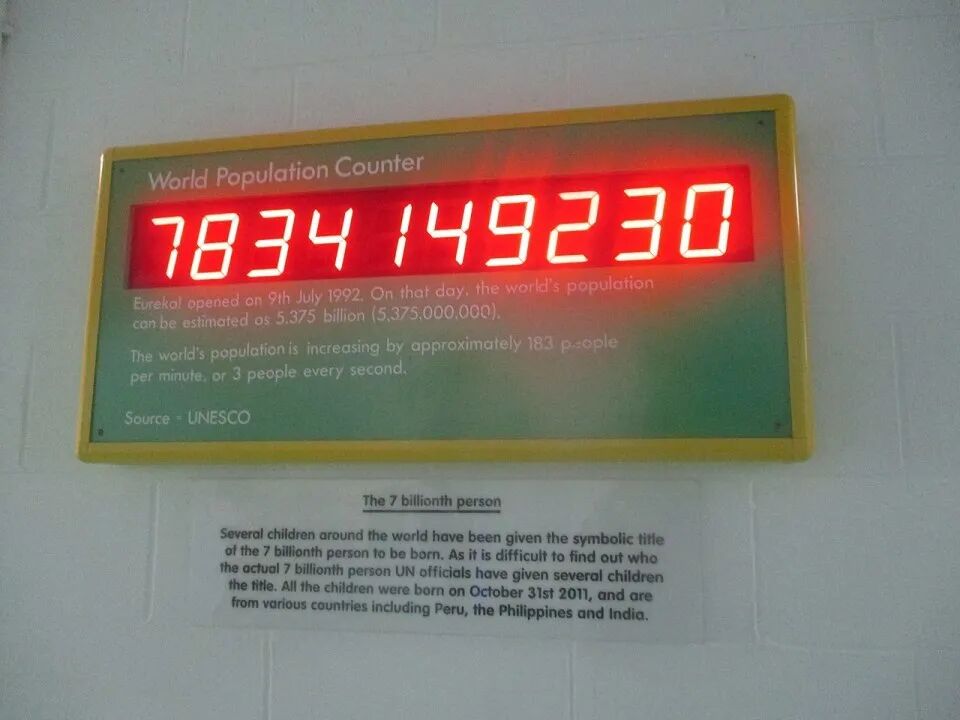 World Population Counter
7834149230
Eureka! opened on 9th July 1992. On that day, the world's population
can be estimated as 5.375 billion (5,375,000,000).
The world's population is increasing by approximately 183 people
per minute, or 3 people every second.
Source - UNESCO
The 7 billionth person
Several children around the world have been given the symbolic title
of the 7 billionth person to be born. As it is difficult to find out who
the actual 7 billionth person UN officials have given several children
the title. All the children were born on October 31st 2011, and are
from various countries including Peru, the Philippines and India.